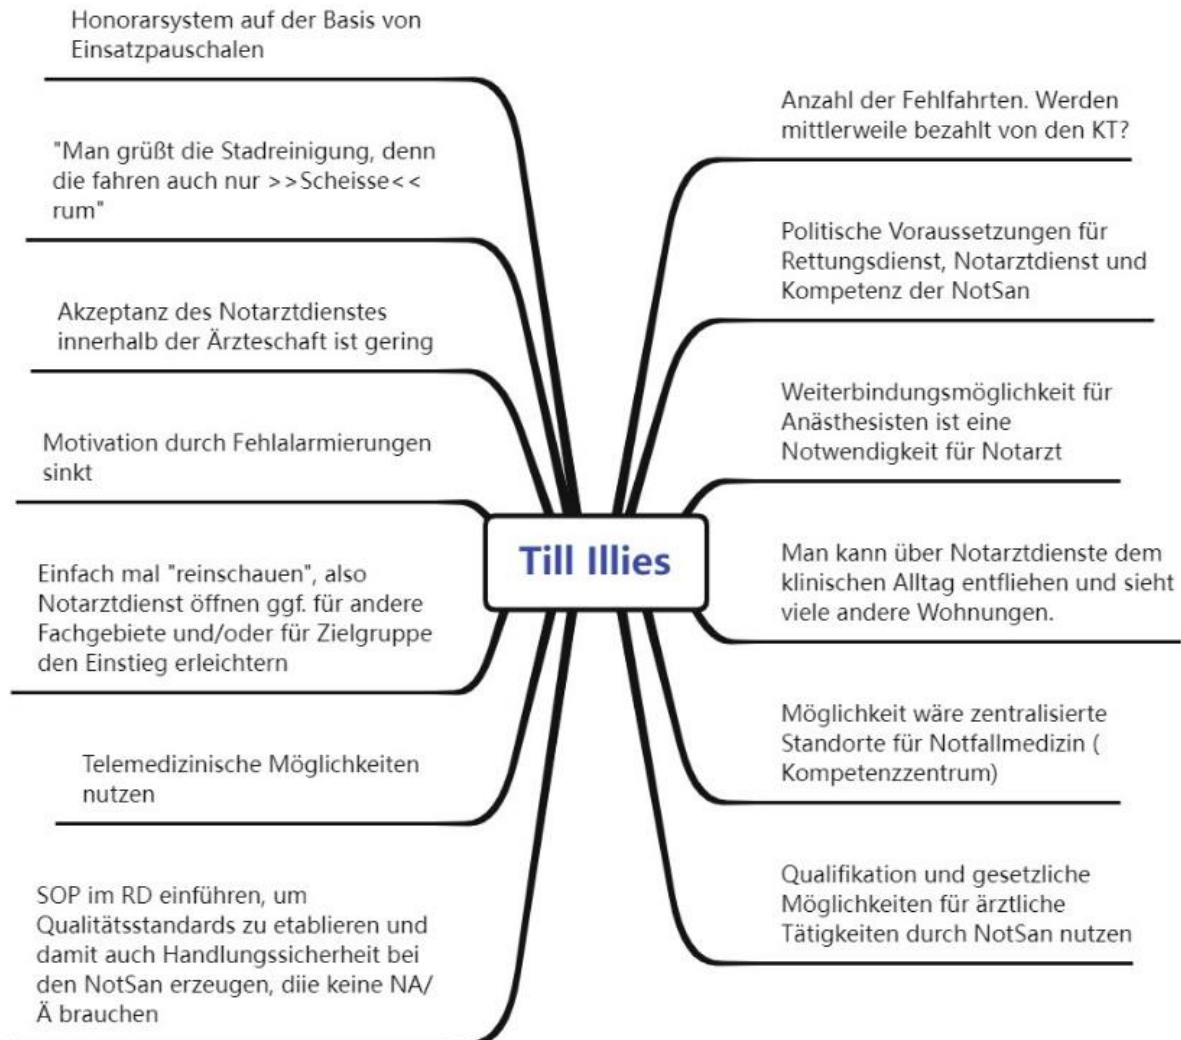 Honorarsystem auf der Basis von
Einsatzpauschalen
"Man grüßt die Stadreinigung, denn
die fahren auch nur >>Scheisse<<
rum"
Akzeptanz des Notarztdienstes
innerhalb der Ärzteschaft ist gering
Motivation durch Fehlalarmierungen
sinkt
Einfach mal "reinschauen", also
Notarztdienst öffnen ggf. für andere
Fachgebiete und/oder für Zielgruppe
den Einstieg erleichtern
Telemedizinische Möglichkeiten
nutzen
SOP im RD einführen, um
Qualitätsstandards zu etablieren und
damit auch Handlungssicherheit bei
den NotSan erzeugen, diie keine NA/
Ä brauchen
Till Illies
Anzahl der Fehlfahrten. Werden
mittlerweile bezahlt von den KT?
Politische Voraussetzungen für
Rettungsdienst, Notarztdienst und
Kompetenz der NotSan
Weiterbindungsmöglichkeit für
Anästhesisten ist eine
Notwendigkeit für Notarzt
Man kann über Notarztdienste dem
klinischen Alltag entfliehen und sieht
viele andere Wohnungen.
Möglichkeit wäre zentralisierte
Standorte für Notfallmedizin (
Kompetenzzentrum)
Qualifikation und gesetzliche
Möglichkeiten für ärztliche
Tätigkeiten durch NotSan nutzen